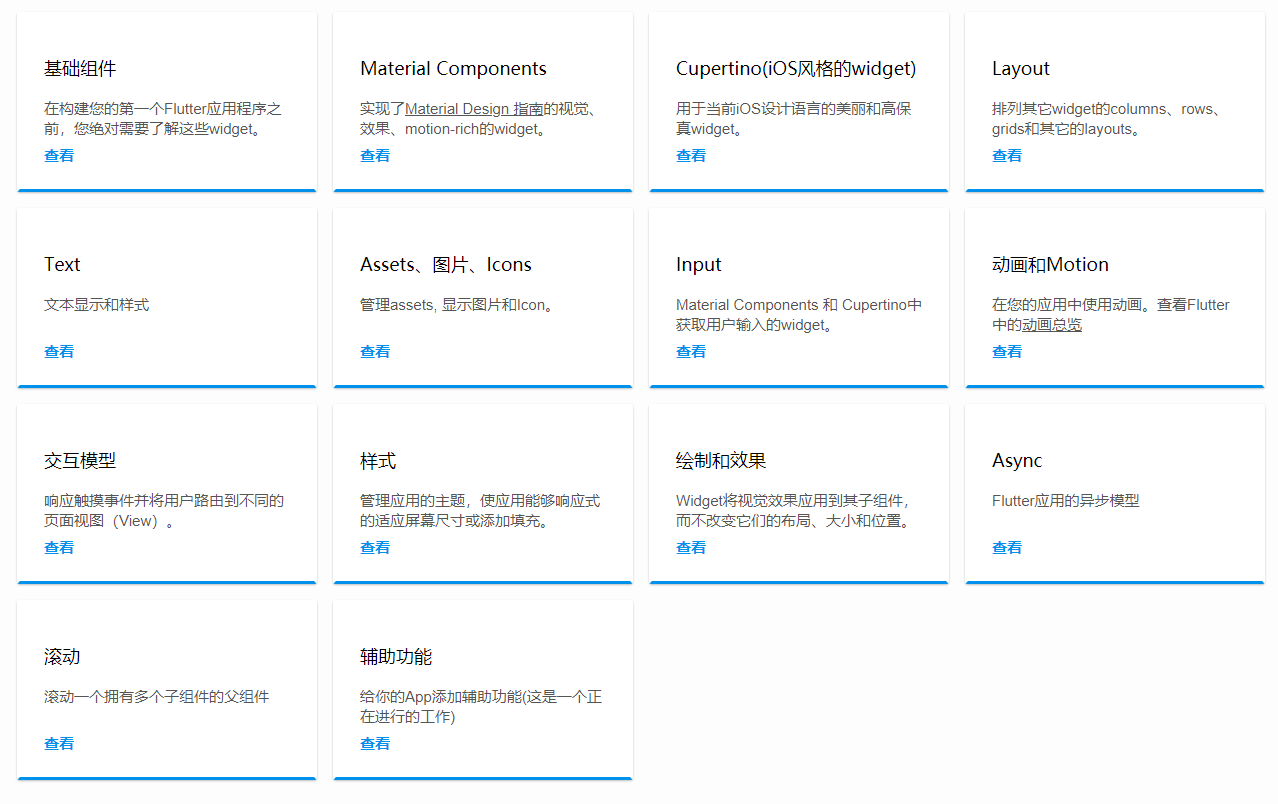 基础组件
在构建您的第一个Flutter应用程序之
前，您绝对需要了解这些widget。
查看
Material Components
实现了Material Design 指南的视觉、
效果、motion-rich的widget。
查看
Cupertino(iOS风格的widget)
用于当前iOS设计语言的美丽和高保
真widget。
查看
Layout
排列其它widget的columns、rows、
grids和其它的layouts。
查看
Text
文本显示和样式
查看
Assets、图片、Icons
管理assets, 显示图片和Icon。
查看
Input
Material Components 和 Cupertino中
获取用户输入的widget。
查看
动画和Motion
在您的应用中使用动画。查看Flutter
中的动画总览
查看
交互模型
响应触摸事件并将用户路由到不同的
页面视图（View）。
查看
样式
管理应用的主题，使应用能够响应式
的适应屏幕尺寸或添加填充。
查看
绘制和效果
Widget将视觉效果应用到其子组件，
而不改变它们的布局、大小和位置。
查看
Async
Flutter应用的异步模型
查看
滚动
滚动一个拥有多个子组件的父组件
查看
辅助功能
给你的App添加辅助功能(这是一个正
在进行的工作)
查看